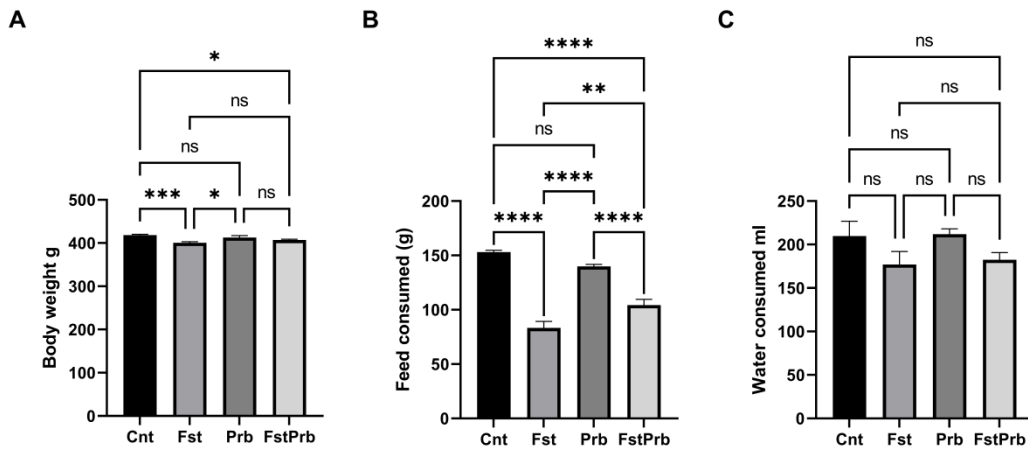 A
*
ns
ns
*** * ns
500
400
300
200
100
0
Body weight g
Cnt Fst Prb FstPrb
B
****
**
ns
****
**** ****
200
150
100
50
0
Feed consumed (g)
Cnt Fst Prb FstPrb
C
ns
ns
ns
ns ns ns
250
200
150
100
50
0
Water consumed ml
Cnt Fst Prb FstPrb